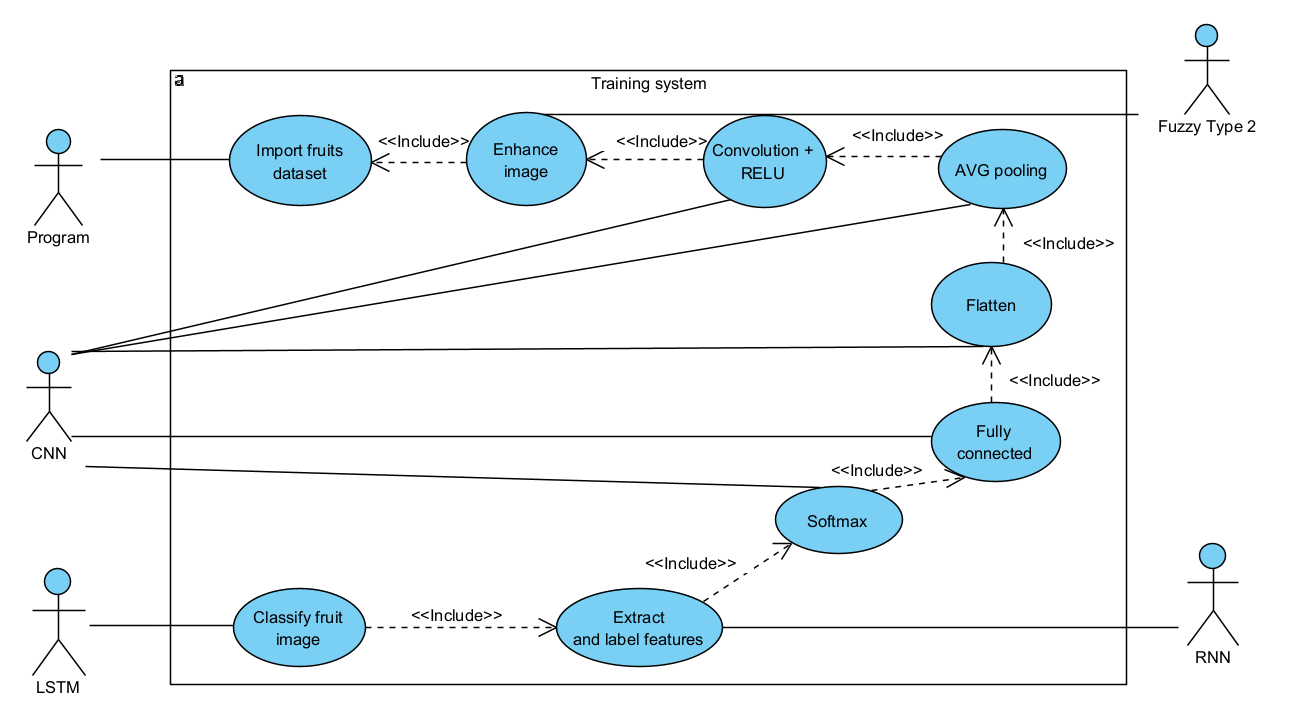 a
Training system
Fuzzy Type 2
<<Include>>
<<Include>>
<<Include>>
Import fruits
dataset
Enhance
image
Convolution +
RELU
AVG pooling
Program
<<Include>>
Flatten
<<Include>>
CNN
Fully
connected
<<Include>>
Softmax
<<Include>>
Classify fruit
image
<<Include>>
Extract
and label features
LSTM
RNN